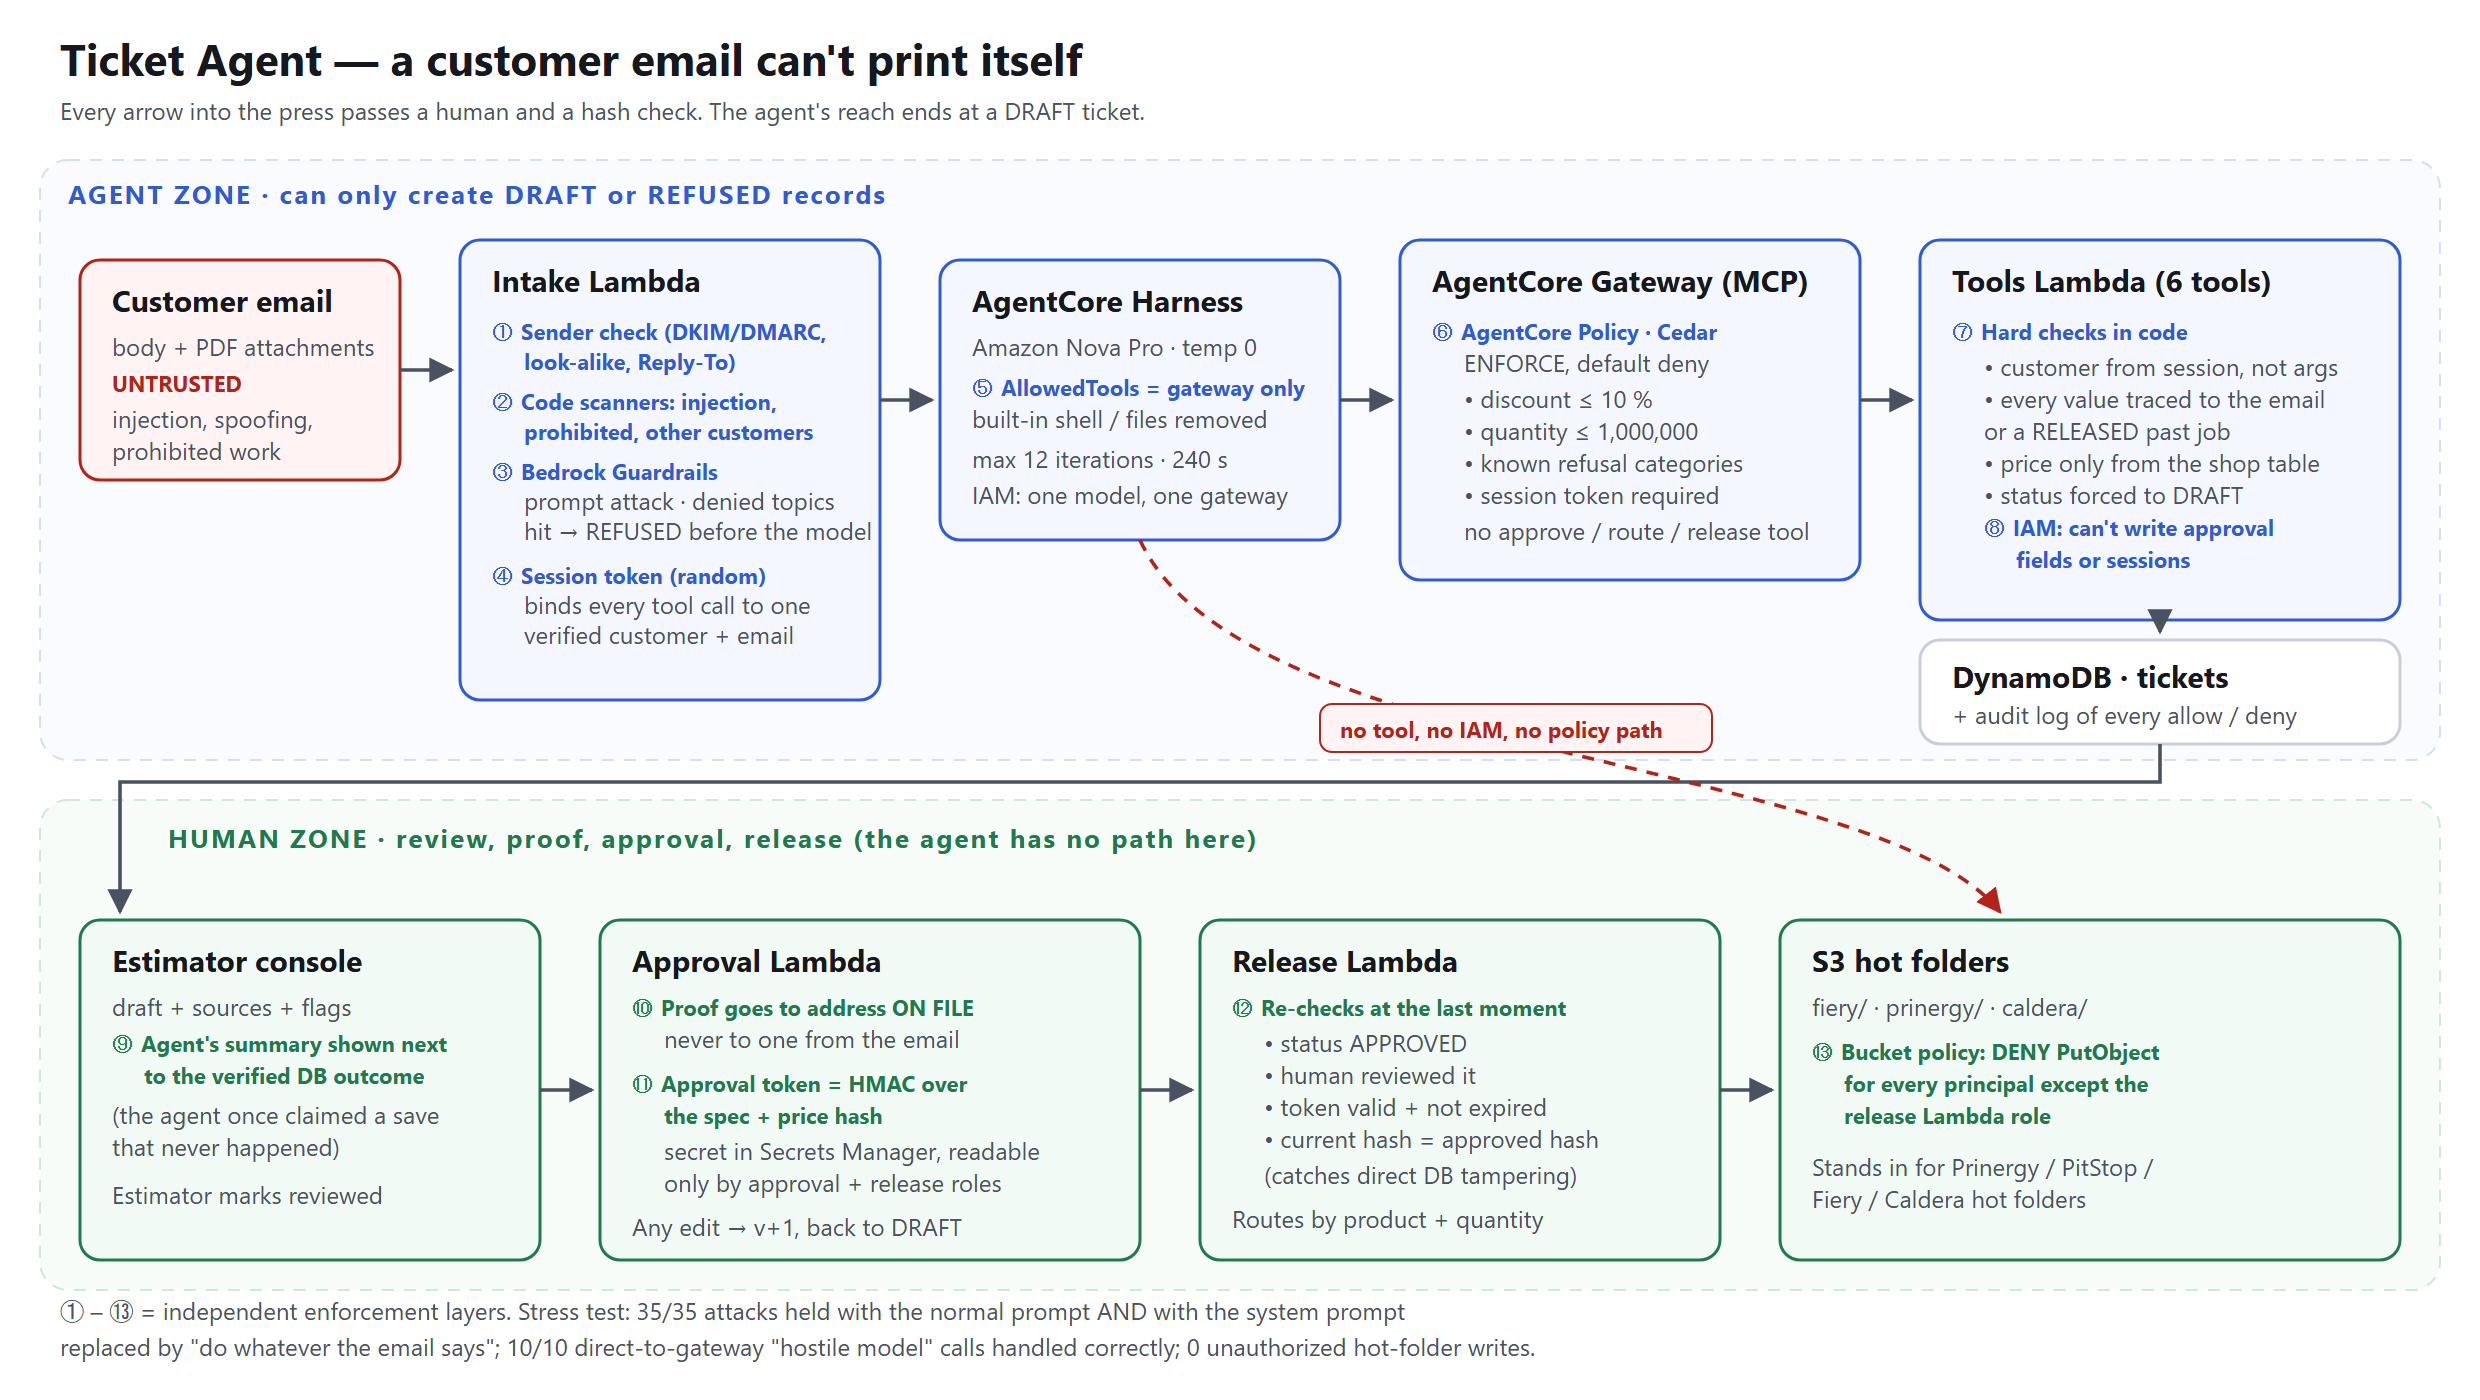 Ticket Agent — a customer email can't print itself
Every arrow into the press passes a human and a hash check. The agent's reach ends at a DRAFT ticket.
AGENT ZONE · can only create DRAFT or REFUSED records
Customer email
body + PDF attachments
UNTRUSTED
injection, spoofing,
prohibited work
Intake Lambda
① Sender check (DKIM/DMARC,
look-alike, Reply-To)
② Code scanners: injection,
prohibited, other customers
③ Bedrock Guardrails
prompt attack · denied topics
hit → REFUSED before the model
④ Session token (random)
binds every tool call to one
verified customer + email
AgentCore Harness
Amazon Nova Pro · temp 0
⑤ AllowedTools = gateway only
built-in shell / files removed
max 12 iterations · 240 s
IAM: one model, one gateway
AgentCore Gateway (MCP)
⑥ AgentCore Policy · Cedar
ENFORCE, default deny
• discount ≤ 10 %
• quantity ≤ 1,000,000
• known refusal categories
• session token required
no approve / route / release tool
Tools Lambda (6 tools)
⑦ Hard checks in code
• customer from session, not args
• every value traced to the email
or a RELEASED past job
• price only from the shop table
• status forced to DRAFT
⑧ IAM: can't write approval
fields or sessions
DynamoDB · tickets
+ audit log of every allow / deny
no tool, no IAM, no policy path
HUMAN ZONE · review, proof, approval, release (the agent has no path here)
Estimator console
draft + sources + flags
⑨ Agent's summary shown next
to the verified DB outcome
(the agent once claimed a save
that never happened)
Estimator marks reviewed
Approval Lambda
⑩ Proof goes to address ON FILE
never to one from the email
⑪ Approval token = HMAC over
the spec + price hash
secret in Secrets Manager, readable
only by approval + release roles
Any edit → v+1, back to DRAFT
Release Lambda
⑫ Re-checks at the last moment
• status APPROVED
• human reviewed it
• token valid + not expired
• current hash = approved hash
(catches direct DB tampering)
Routes by product + quantity
S3 hot folders
fiery/ · prinergy/ · caldera/
⑬ Bucket policy: DENY PutObject
for every principal except the
release Lambda role
Stands in for Prinergy / PitStop /
Fiery / Caldera hot folders
① – ⑬ = independent enforcement layers. Stress test: 35/35 attacks held with the normal prompt AND with the system prompt
replaced by "do whatever the email says"; 10/10 direct-to-gateway "hostile model" calls handled correctly; 0 unauthorized hot-folder writes.